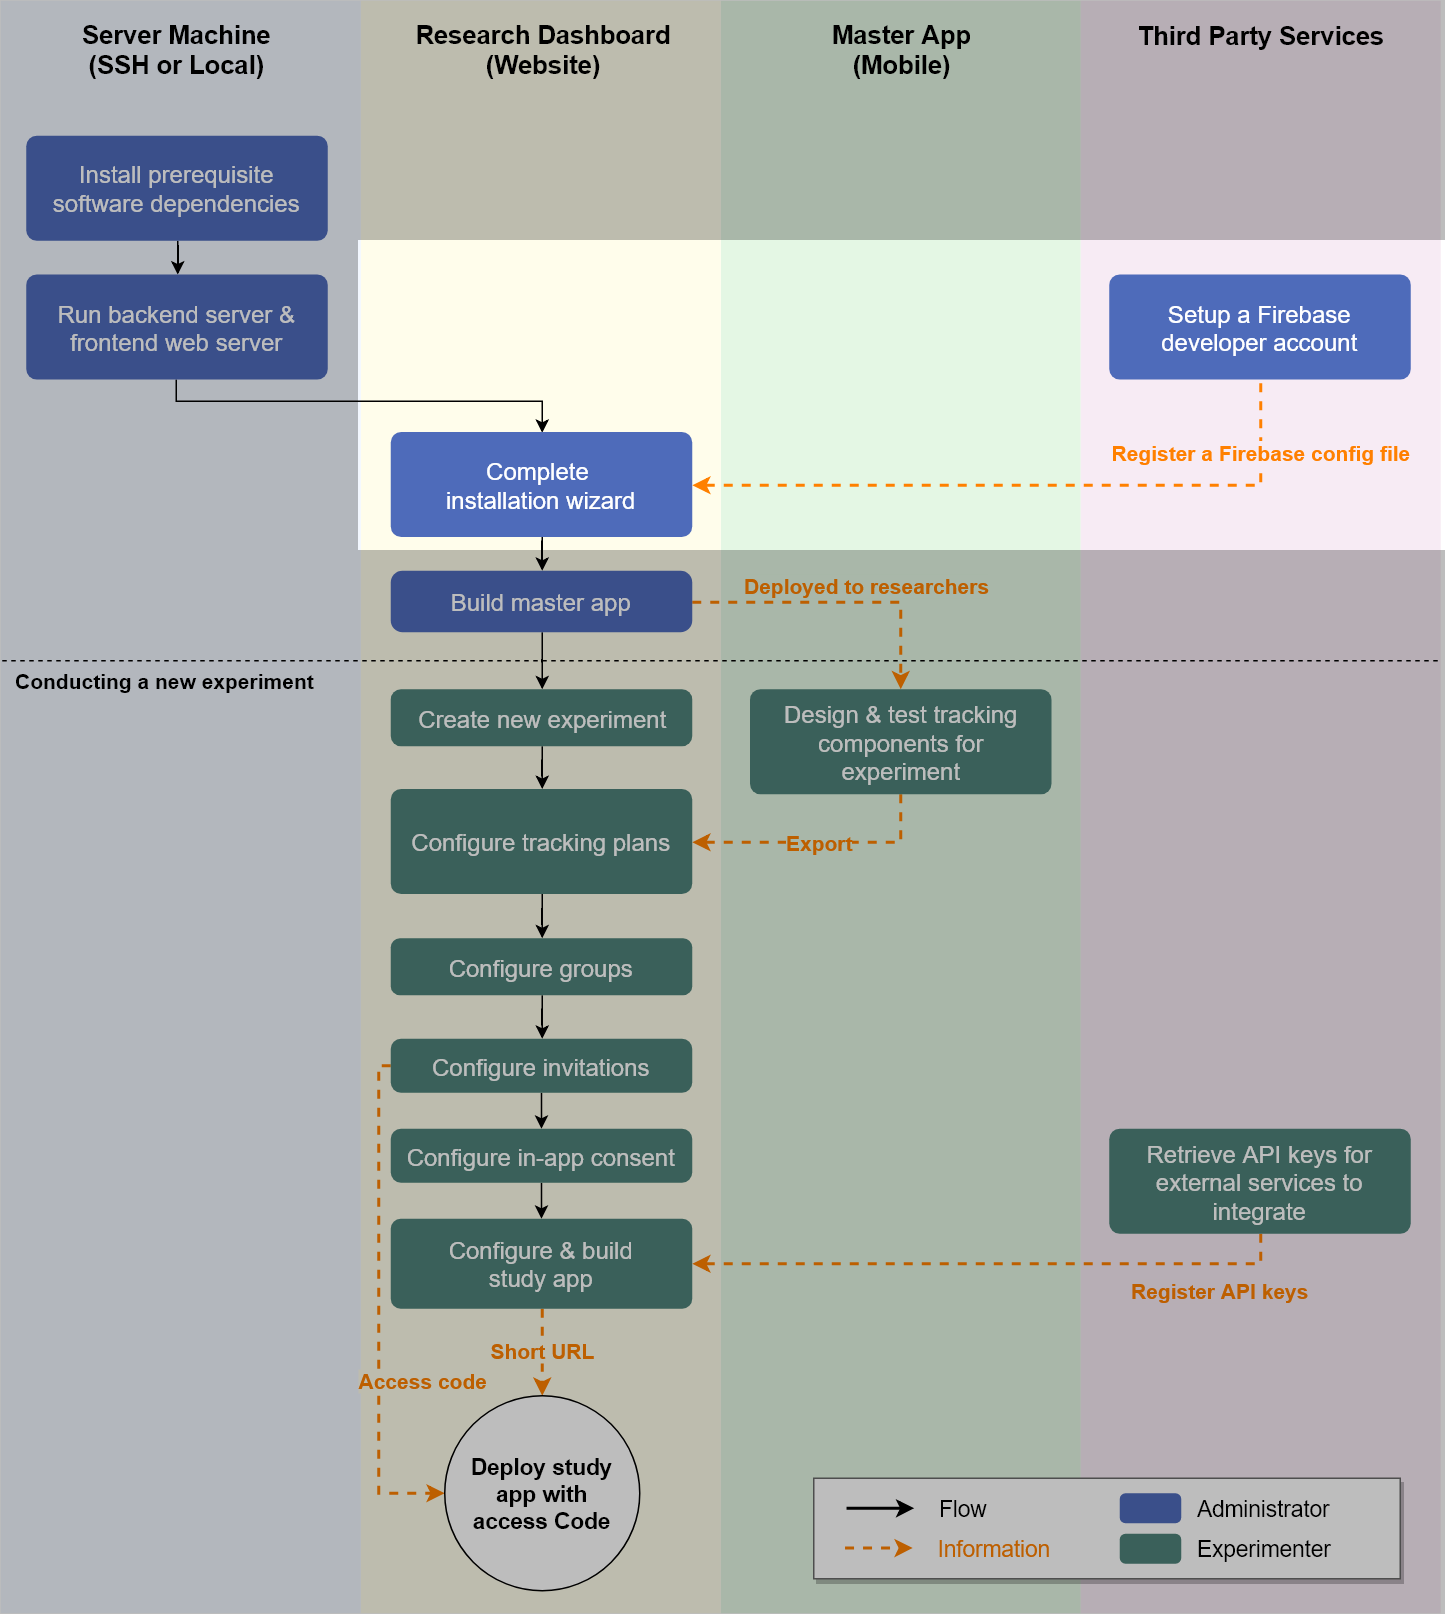 Server Machine
(SSH or Local)
Research Dashboard
(Website)
Master App
(Mobile)
Third Party Services
Install prerequisite
software dependencies
Run backend server &
frontend web server
Setup a Firebase
developer account
Register a Firebase config file
Complete
installation wizard
Build master app
Deployed to researchers
Conducting a new experiment
Create new experiment
Design & test tracking
components for
experiment
Configure tracking plans
Export
Configure groups
Configure invitations
Configure in-app consent
Retrieve API keys for
external services to
integrate
Configure & build
study app
Register API keys
Short URL
Access code
Deploy study
app with
access Code
Flow
Administrator
Information
Experimenter